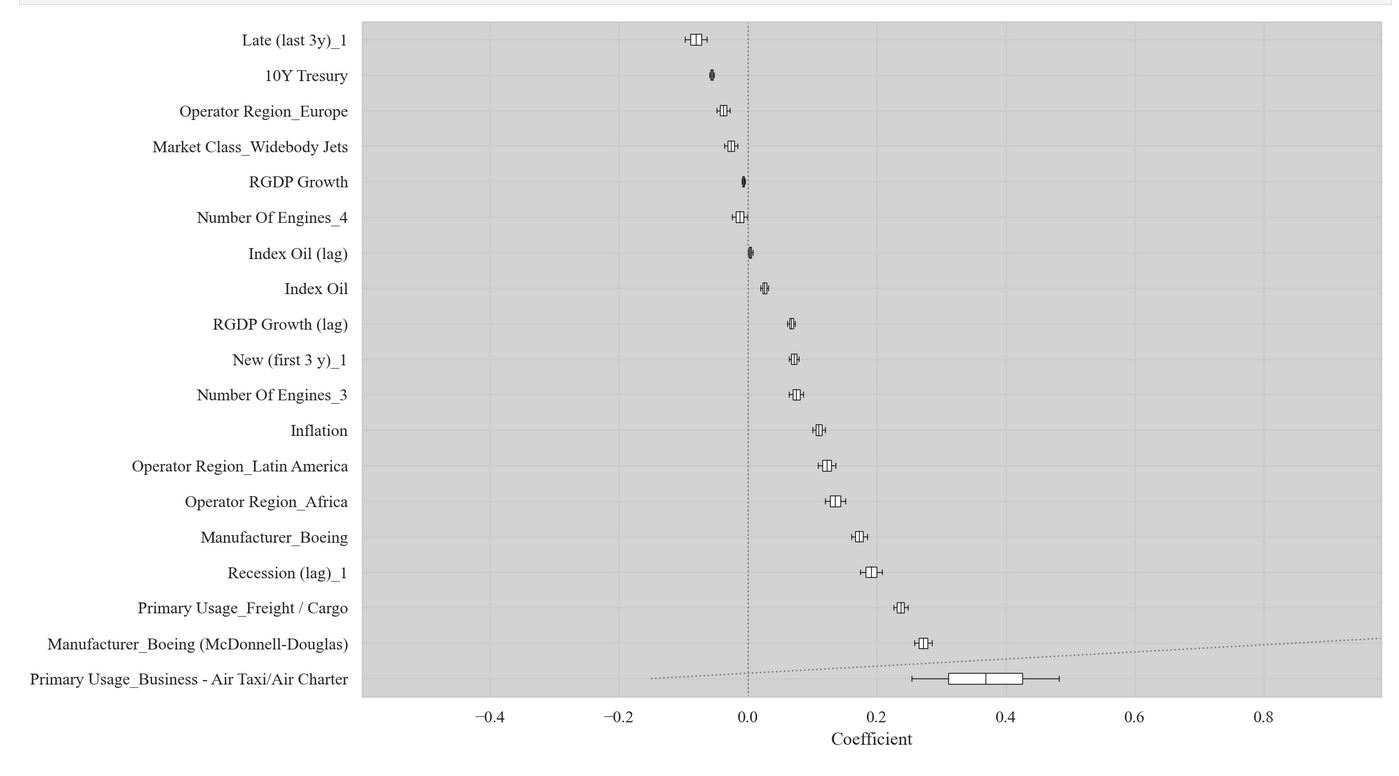 Late (last 3y)_1
10Y Tresury
Operator Region_Europe
Market Class_Widebody Jets
RGDP Growth
Number Of Engines_4
Index Oil (lag)
Index Oil
RGDP Growth (lag)
New (first 3 y)_1
Number Of Engines_3
Inflation
Operator Region_Latin America
Operator Region_Africa
Manufacturer_Boeing
Recession (lag)_1
Primary Usage_Freight / Cargo
Manufacturer_Boeing (McDonnell-Douglas)
Primary Usage_Business - Air Taxi/Air Charter
−0.4 −0.2 0.0 0.2 0.4 0.6 0.8
Coefficient